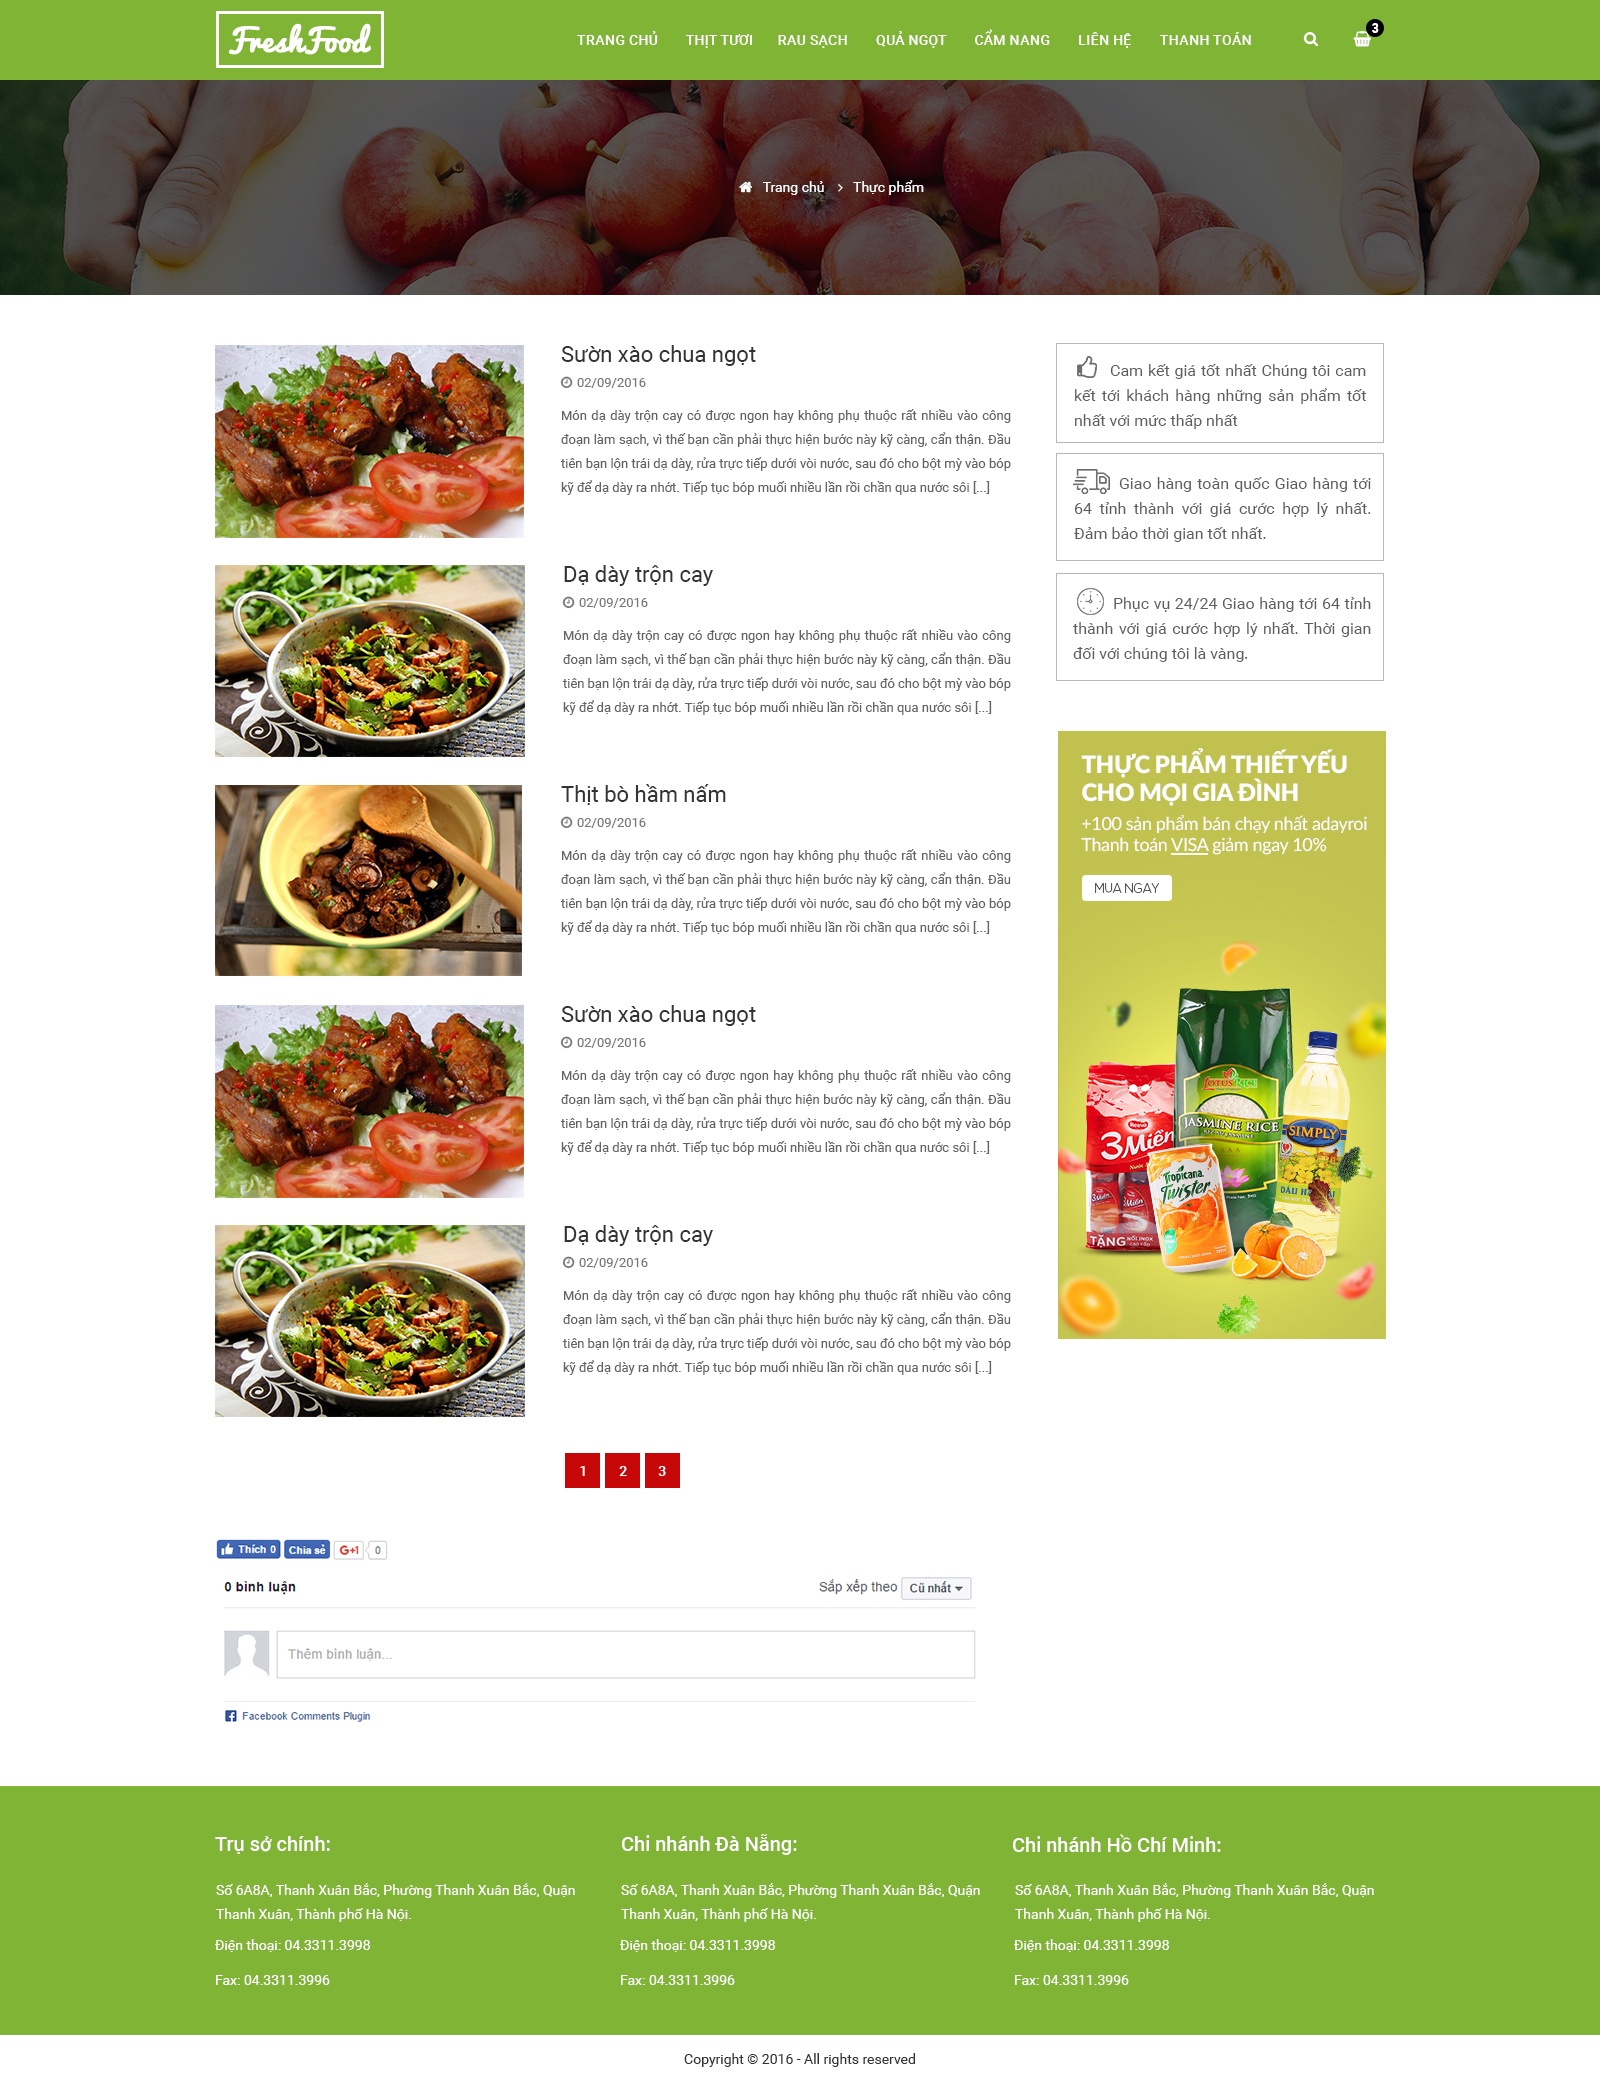 FreshFood
TRANG CHỦ THỊT TƯƠI RAU SẠCH QUẢ NGỌT CẨM NANG LIÊN HỆ THANH TOÁN 3
Trang chủ > Thực phẩm
Sườn xào chua ngọt
02/09/2016
Món dạ dày trộn cay có được ngon hay không phụ thuộc rất nhiều vào công
đoạn làm sạch, vì thế bạn cần phải thực hiện bước này kỹ càng, cẩn thận. Đầu
tiên bạn lộn trái dạ dày, rửa trực tiếp dưới vòi nước, sau đó cho bột mỳ vào bóp
kỹ để dạ dày ra nhớt. Tiếp tục bóp muối nhiều lần rồi chần qua nước sôi [...]
Dạ dày trộn cay
02/09/2016
Món dạ dày trộn cay có được ngon hay không phụ thuộc rất nhiều vào công
đoạn làm sạch, vì thế bạn cần phải thực hiện bước này kỹ càng, cẩn thận. Đầu
tiên bạn lộn trái dạ dày, rửa trực tiếp dưới vòi nước, sau đó cho bột mỳ vào bóp
kỹ để dạ dày ra nhớt. Tiếp tục bóp muối nhiều lần rồi chần qua nước sôi [...]
Thịt bò hầm nấm
02/09/2016
Món dạ dày trộn cay có được ngon hay không phụ thuộc rất nhiều vào công
đoạn làm sạch, vì thế bạn cần phải thực hiện bước này kỹ càng, cẩn thận. Đầu
tiên bạn lộn trái dạ dày, rửa trực tiếp dưới vòi nước, sau đó cho bột mỳ vào bóp
kỹ để dạ dày ra nhớt. Tiếp tục bóp muối nhiều lần rồi chần qua nước sôi [...]
Sườn xào chua ngọt
02/09/2016
Món dạ dày trộn cay có được ngon hay không phụ thuộc rất nhiều vào công
đoạn làm sạch, vì thế bạn cần phải thực hiện bước này kỹ càng, cẩn thận. Đầu
tiên bạn lộn trái dạ dày, rửa trực tiếp dưới vòi nước, sau đó cho bột mỳ vào bóp
kỹ để dạ dày ra nhớt. Tiếp tục bóp muối nhiều lần rồi chần qua nước sôi [...]
Dạ dày trộn cay
02/09/2016
Món dạ dày trộn cay có được ngon hay không phụ thuộc rất nhiều vào công
đoạn làm sạch, vì thế bạn cần phải thực hiện bước này kỹ càng, cẩn thận. Đầu
tiên bạn lộn trái dạ dày, rửa trực tiếp dưới vòi nước, sau đó cho bột mỳ vào bóp
kỹ để dạ dày ra nhớt. Tiếp tục bóp muối nhiều lần rồi chần qua nước sôi [...]
1 2 3
Cam kết giá tốt nhất Chúng tôi cam
kết tới khách hàng những sản phẩm tốt
nhất với mức thấp nhất
Giao hàng toàn quốc Giao hàng tới
64 tỉnh thành với giá cước hợp lý nhất.
Đảm bảo thời gian tốt nhất.
Phục vụ 24/24 Giao hàng tới 64 tỉnh
thành với giá cước hợp lý nhất. Thời gian
đối với chúng tôi là vàng.
THỰC PHẨM THIẾT YẾU
CHO MỌI GIA ĐÌNH
+100 sản phẩm bán chạy nhất adayroi
Thanh toán VISA giảm ngay 10%
MUA NGAY
LOTUS RICE
JASMINE RICE
Reeva
3 Miền
SIMPLY
Tropicana
Twister
3 Miền
TẶNG NỒI INOX
Thích 0 Chia sẻ G+1 0
0 bình luận Sắp xếp theo Cũ nhất
Thêm bình luận...
Facebook Comments Plugin
Trụ sở chính:
Số 6A8A, Thanh Xuân Bắc, Phường Thanh Xuân Bắc, Quận
Thanh Xuân, Thành phố Hà Nội.
Điện thoại: 04.3311.3998
Fax: 04.3311.3996
Chi nhánh Đà Nẵng:
Số 6A8A, Thanh Xuân Bắc, Phường Thanh Xuân Bắc, Quận
Thanh Xuân, Thành phố Hà Nội.
Điện thoại: 04.3311.3998
Fax: 04.3311.3996
Chi nhánh Hồ Chí Minh:
Số 6A8A, Thanh Xuân Bắc, Phường Thanh Xuân Bắc, Quận
Thanh Xuân, Thành phố Hà Nội.
Điện thoại: 04.3311.3998
Fax: 04.3311.3996
Copyright © 2016 - All rights reserved